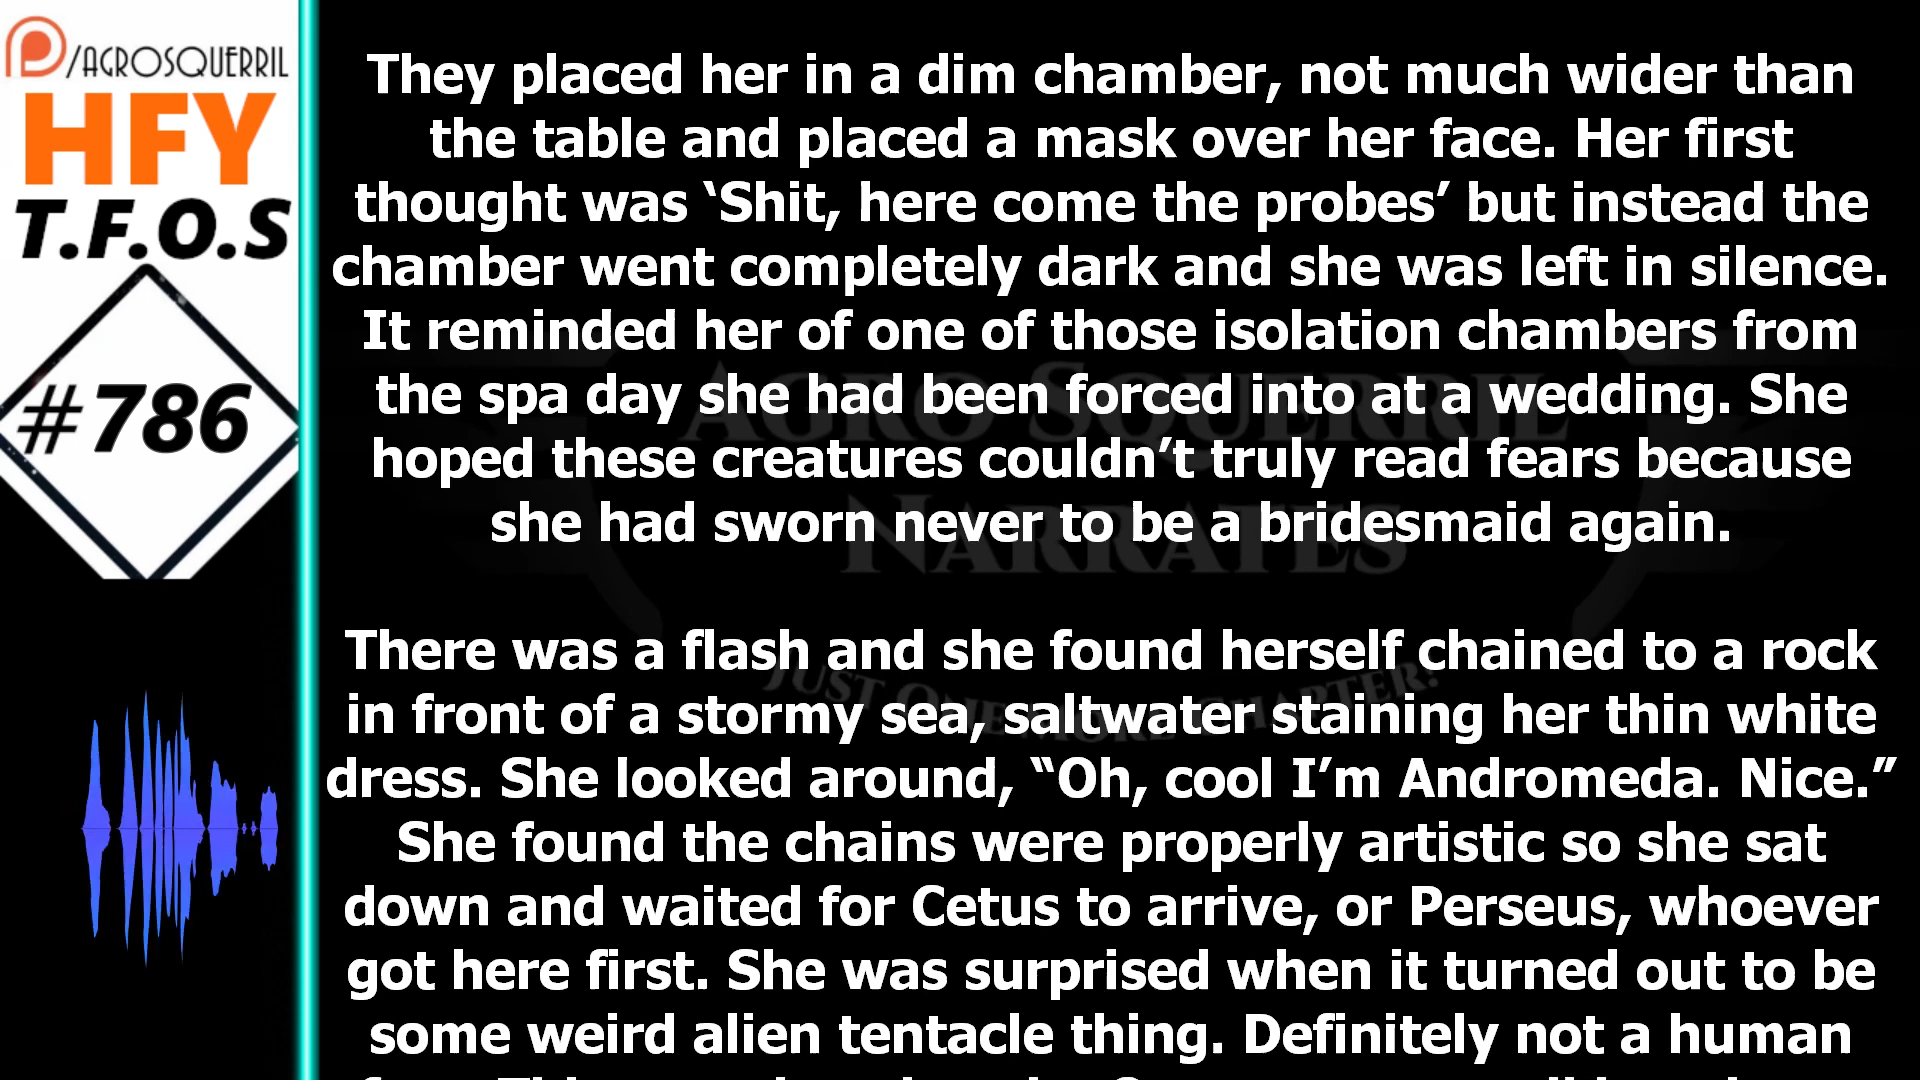 /AGROSQUERRIL
HFY
T.F.O.S
#786
They placed her in a dim chamber, not much wider than
the table and placed a mask over her face. Her first
thought was ‘Shit, here come the probes’ but instead the
chamber went completely dark and she was left in silence.
It reminded her of one of those isolation chambers from
the spa day she had been forced into at a wedding. She
hoped these creatures couldn’t truly read fears because
she had sworn never to be a bridesmaid again.
There was a flash and she found herself chained to a rock
in front of a stormy sea, saltwater staining her thin white
dress. She looked around, “Oh, cool I’m Andromeda. Nice.”
She found the chains were properly artistic so she sat
down and waited for Cetus to arrive, or Perseus, whoever
got here first. She was surprised when it turned out to be
some weird alien tentacle thing. Definitely not a human
AGRO SQUERRIL
NARRATES
JUST ONE MORE CHAPTER!